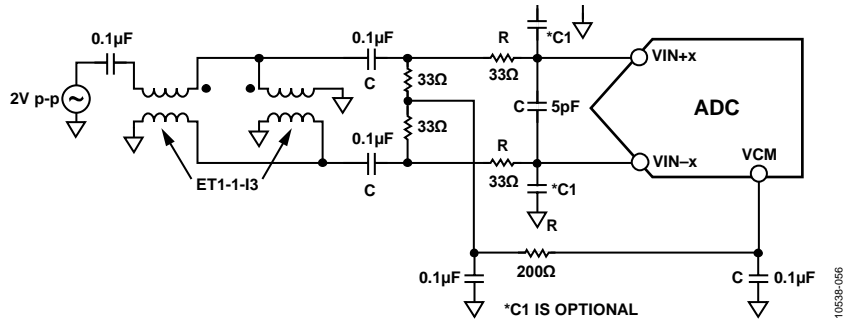 0.1µF
2V p-p
ET1-1-I3
0.1µF
C
33Ω
33Ω
0.1µF
C
R
33Ω
*C1
C
5pF
R
33Ω
*C1
R
VIN+x
ADC
VIN–x
VCM
0.1µF
200Ω
C
0.1µF
*C1 IS OPTIONAL
10538-056